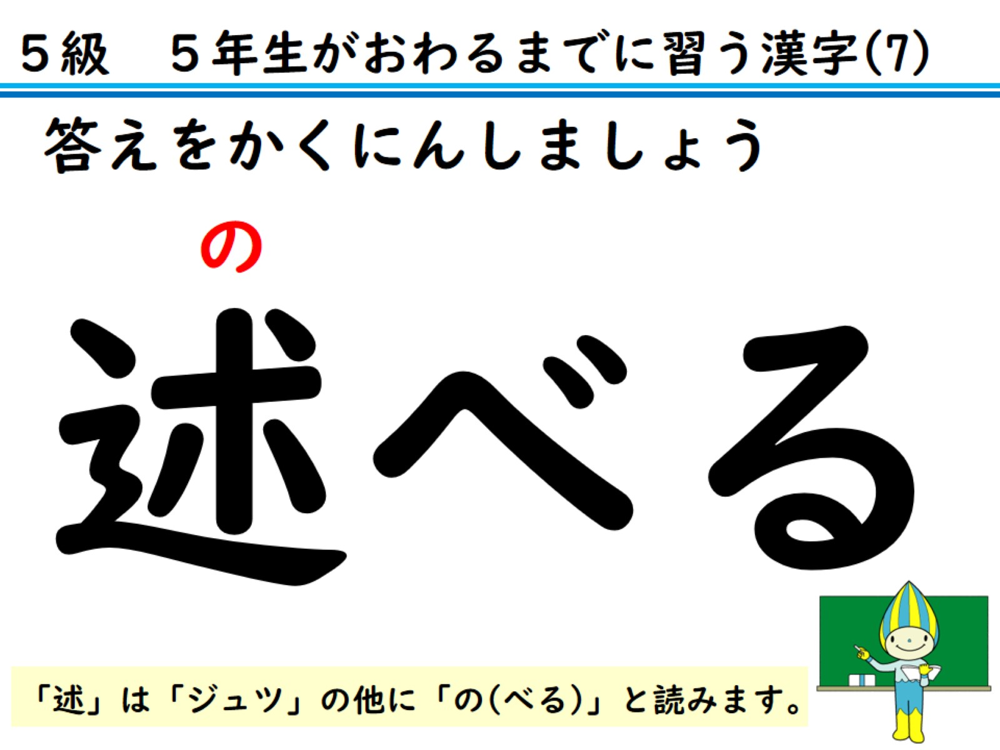 ５級　５年生がおわるまでに習う漢字(7)
答えをかくにんしましょう
の
述べる
「述」は「ジュツ」の他に「の(べる)」と読みます。